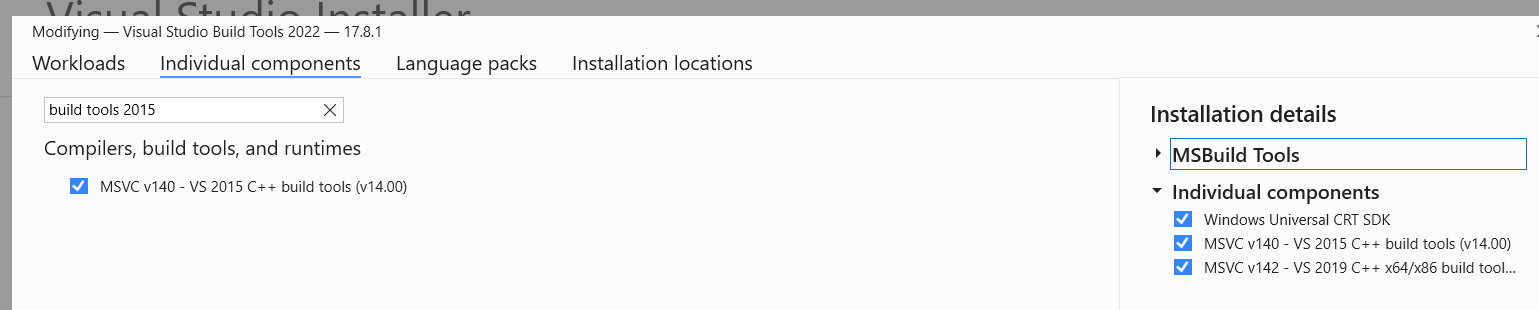 Visual Studio Installer
Modifying — Visual Studio Build Tools 2022 — 17.8.1
Workloads Individual components Language packs Installation locations
build tools 2015
Compilers, build tools, and runtimes
MSVC v140 - VS 2015 C++ build tools (v14.00)
Installation details
MSBuild Tools
Individual components
Windows Universal CRT SDK
MSVC v140 - VS 2015 C++ build tools (v14.00)
MSVC v142 - VS 2019 C++ x64/x86 build tool...